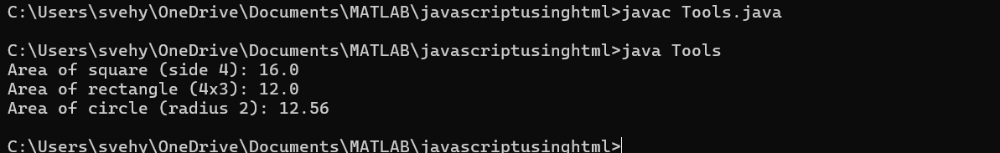 C:\Users\svehy\OneDrive\Documents\MATLAB\javascriptusinghtml>javac Tools.java
C:\Users\svehy\OneDrive\Documents\MATLAB\javascriptusinghtml>java Tools
Area of square (side 4): 16.0
Area of rectangle (4x3): 12.0
Area of circle (radius 2): 12.56
C:\Users\svehy\OneDrive\Documents\MATLAB\javascriptusinghtml>